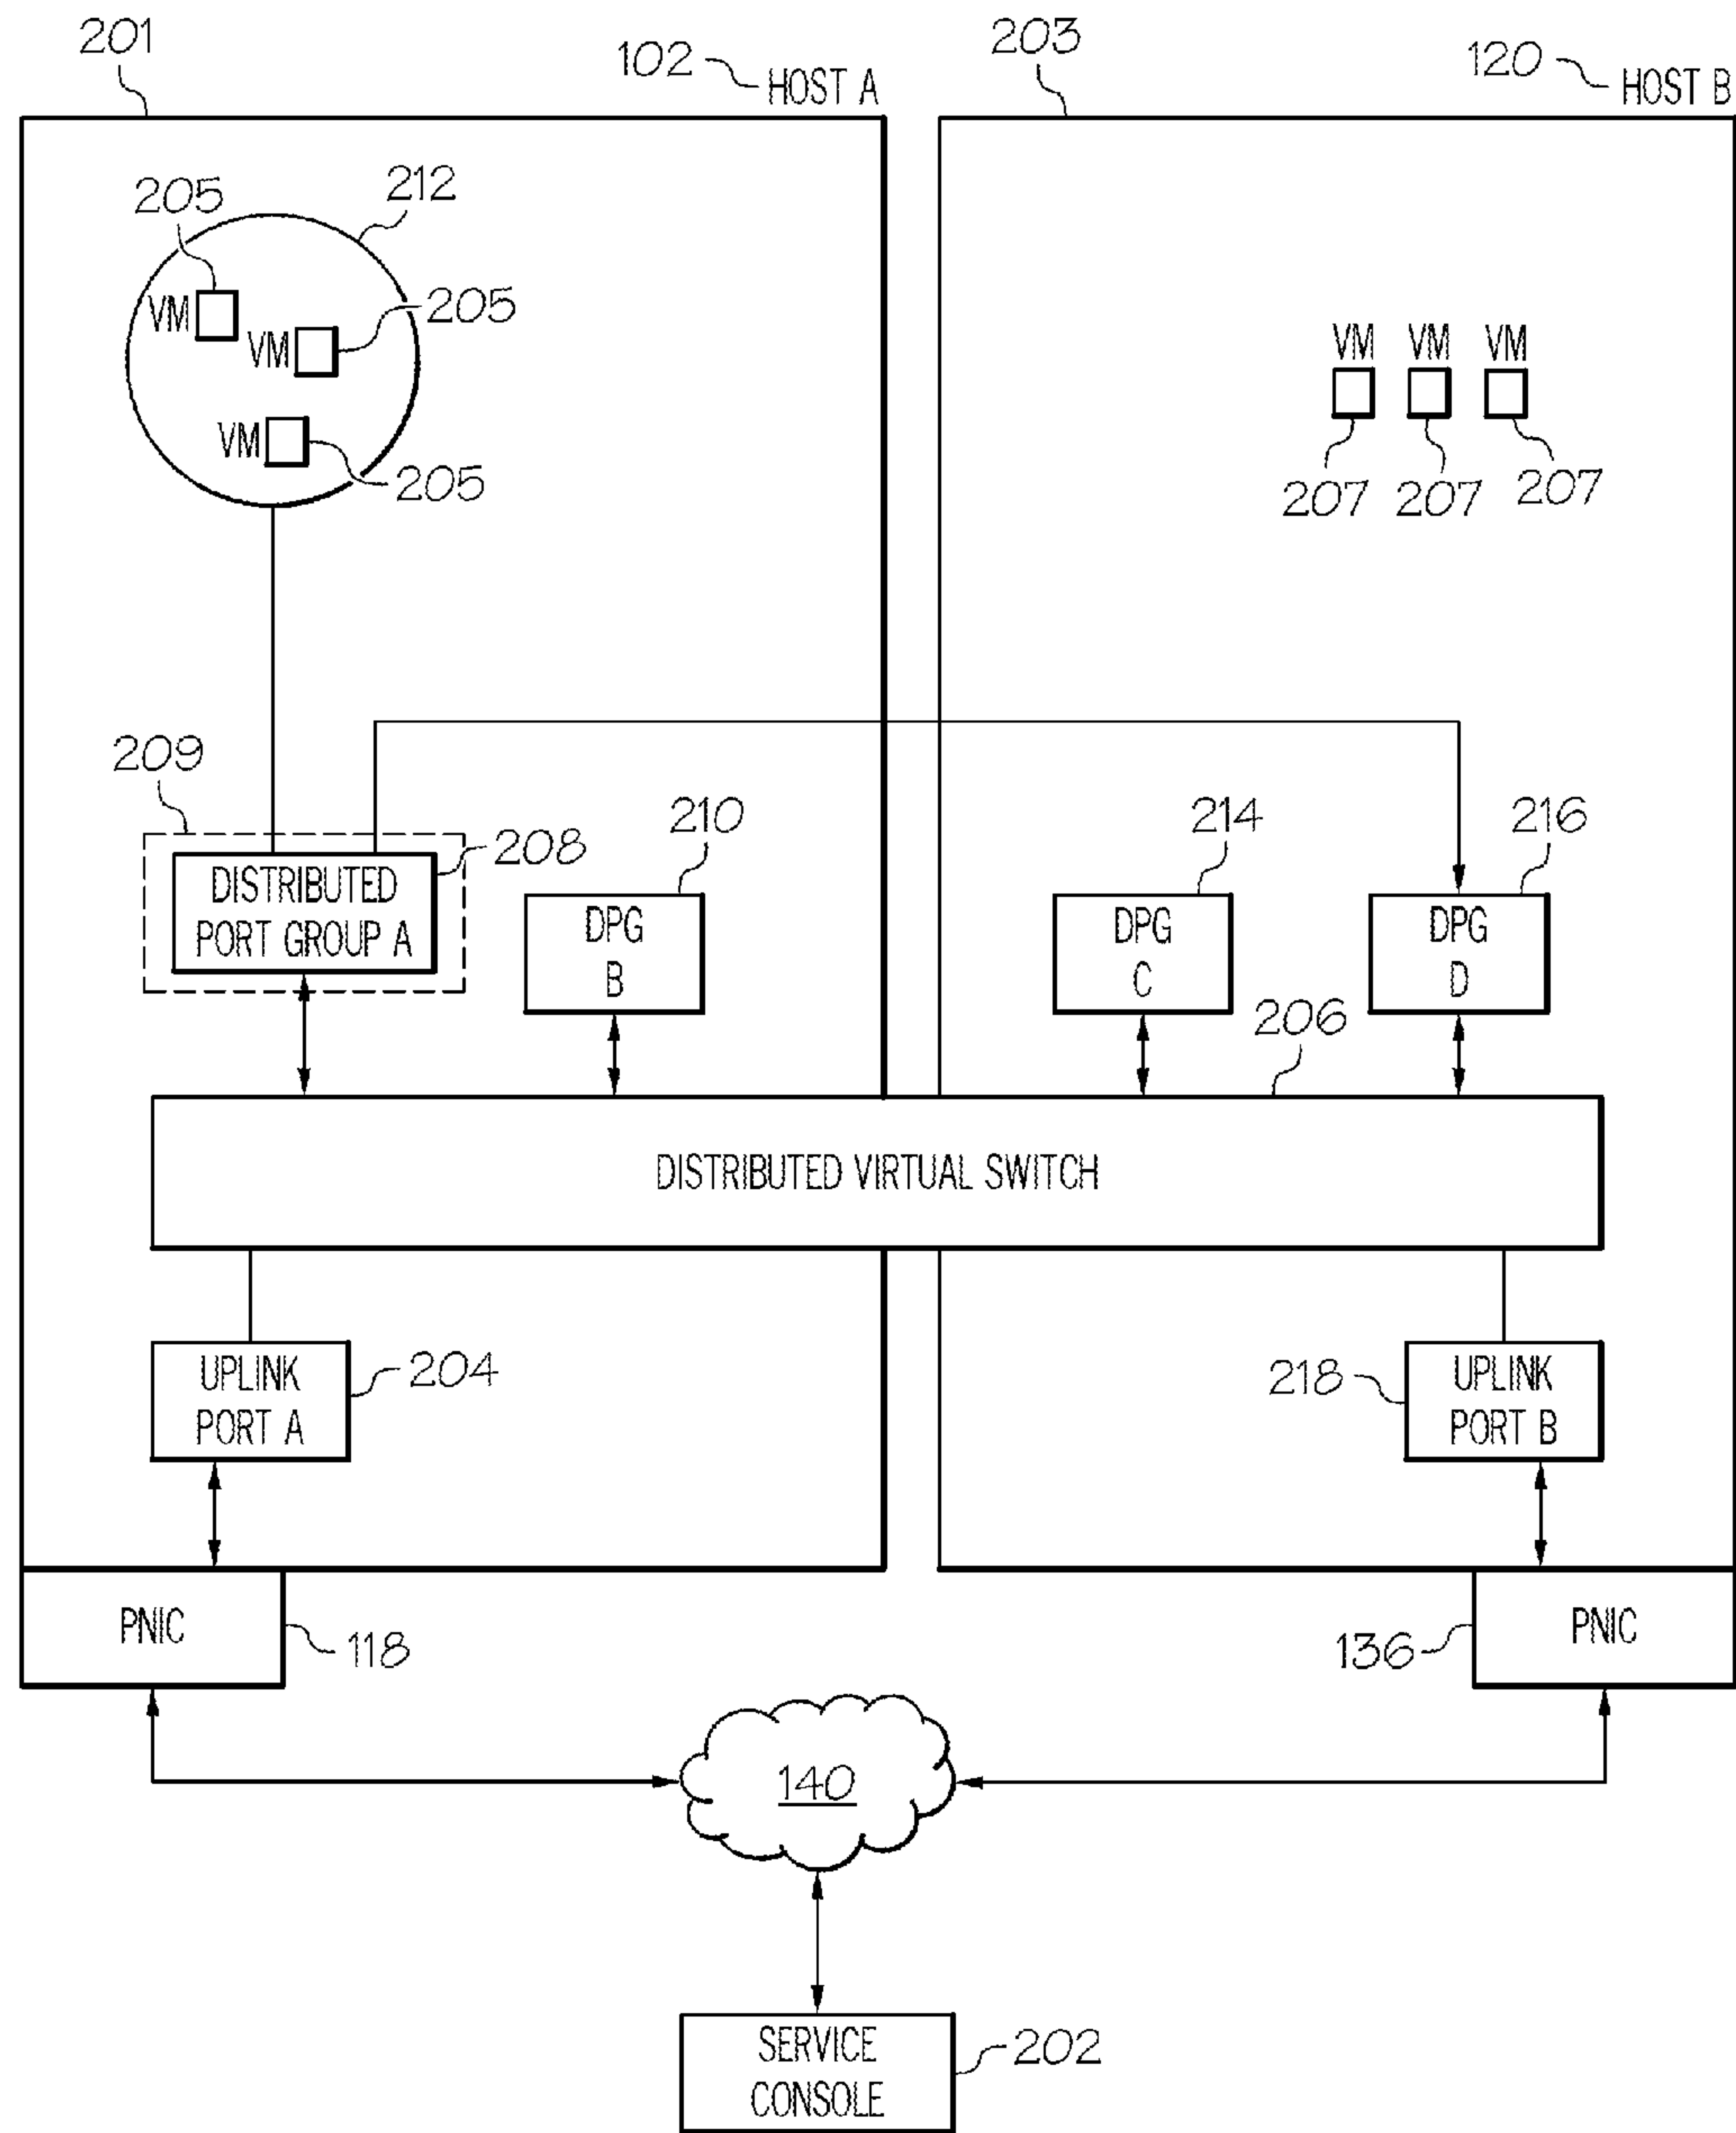 201
102
HOST A
203
120
HOST B
205
212
VM
VM
205
VM
205
VM VM VM
207 207 207
209
208
DISTRIBUTED
PORT GROUP A
210
DPG
B
214
DPG
C
216
DPG
D
206
DISTRIBUTED VIRTUAL SWITCH
UPLINK
PORT A
204
218
UPLINK
PORT B
PNIC
118
136
PNIC
140
SERVICE
CONSOLE
202